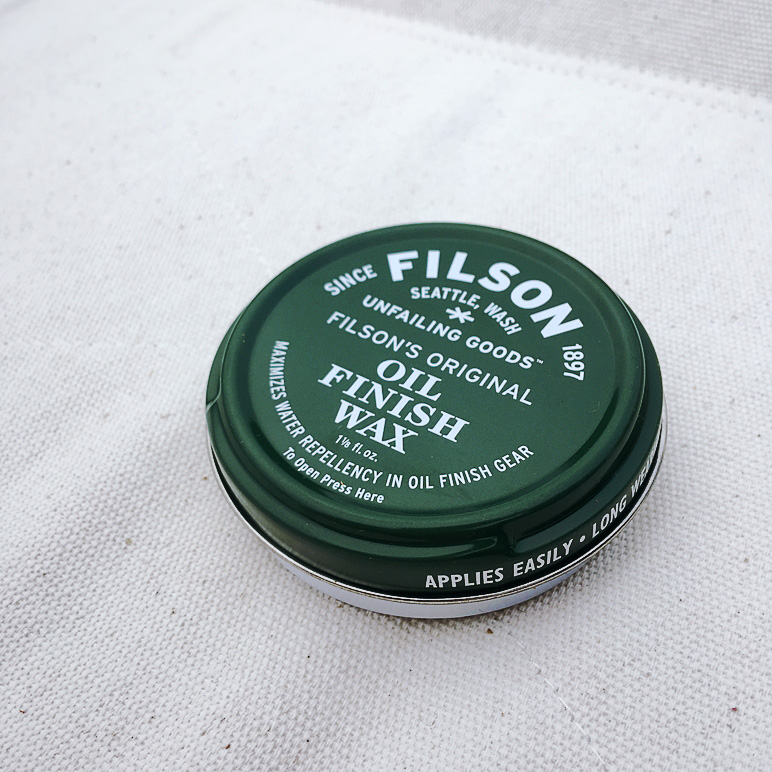 SINCE FILSON 1897
SEATTLE, WASH
UNFAILING GOODS™
FILSON'S ORIGINAL
OIL
FINISH
WAX
1⅛ fl. oz.
MAXIMIZES WATER REPELLENCY IN OIL FINISH GEAR
To Open Press Here
APPLIES EASILY • LONG